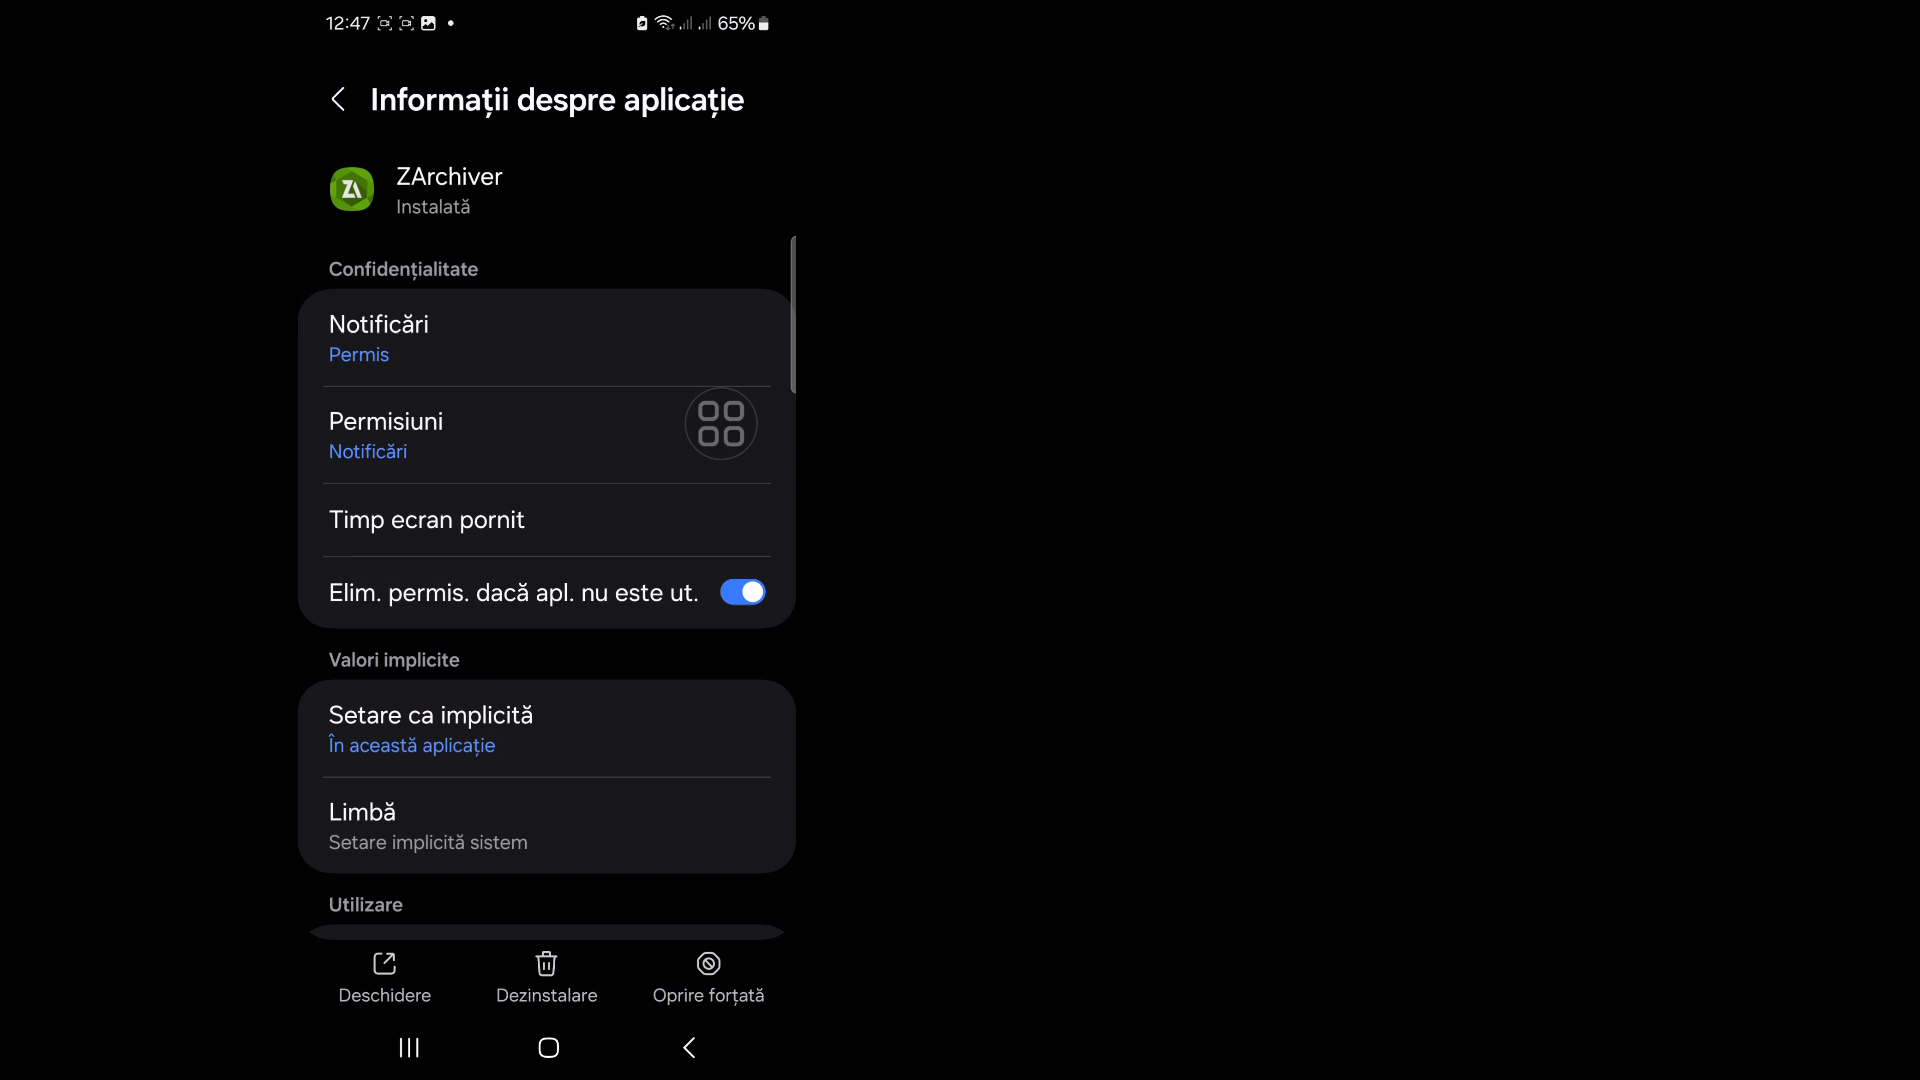 12:47 65%
Informații despre aplicație
ZA
ZArchiver
Instalată
Confidențialitate
Notificări
Permis
Permisiuni
Notificări
Timp ecran pornit
Elim. permis. dacă apl. nu este ut.
Valori implicite
Setare ca implicită
În această aplicație
Limbă
Setare implicită sistem
Utilizare
Deschidere Dezinstalare Oprire forțată